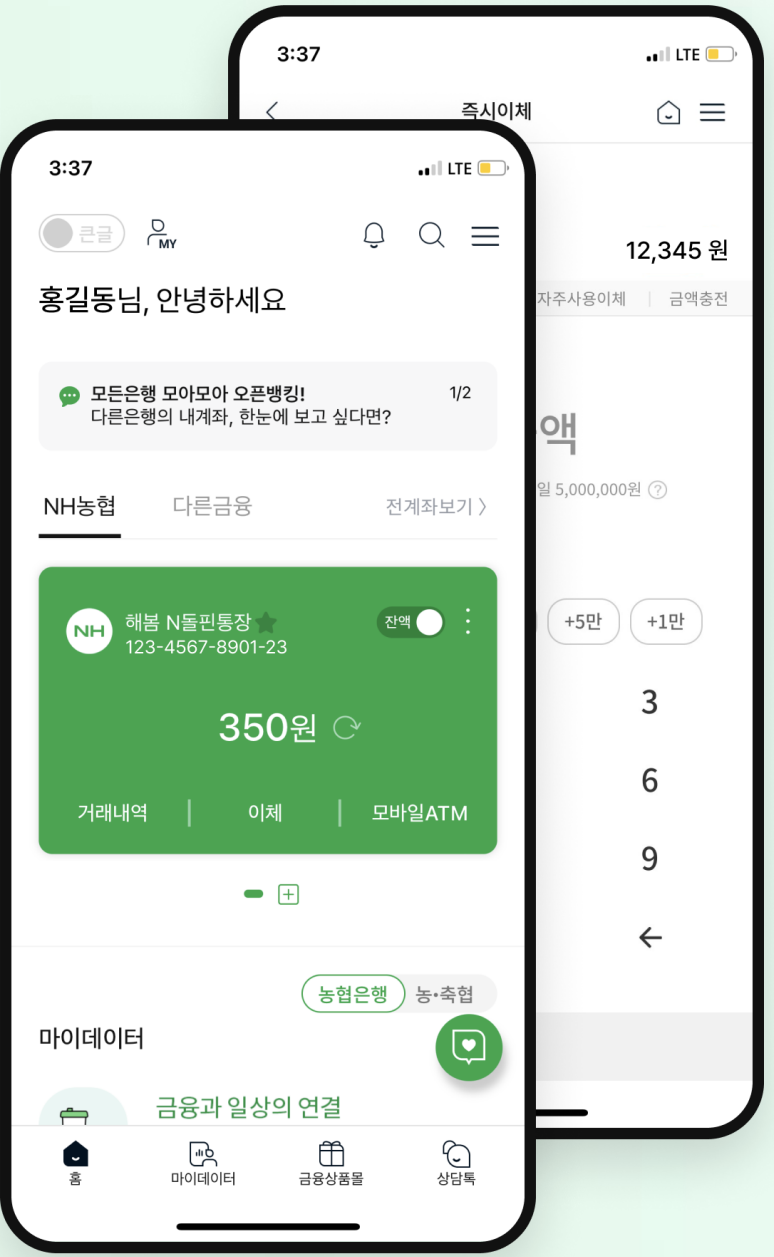 3:37
LTE
즉시이체
12,345 원
자주사용이체
금액충전
액
일 5,000,000원 ?
+5만
+1만
3
6
9
3:37
LTE
큰글
MY
홍길동님, 안녕하세요
모든은행 모아모아 오픈뱅킹!
1/2
다른은행의 내계좌, 한눈에 보고 싶다면?
NH농협
다른금융
전계좌보기
NH
해봄 N돌핀통장
잔액
123-4567-8901-23
350원
거래내역
이체
모바일ATM
농협은행
농•축협
마이데이터
금융과 일상의 연결
홈
마이데이터
금융상품몰
상담톡